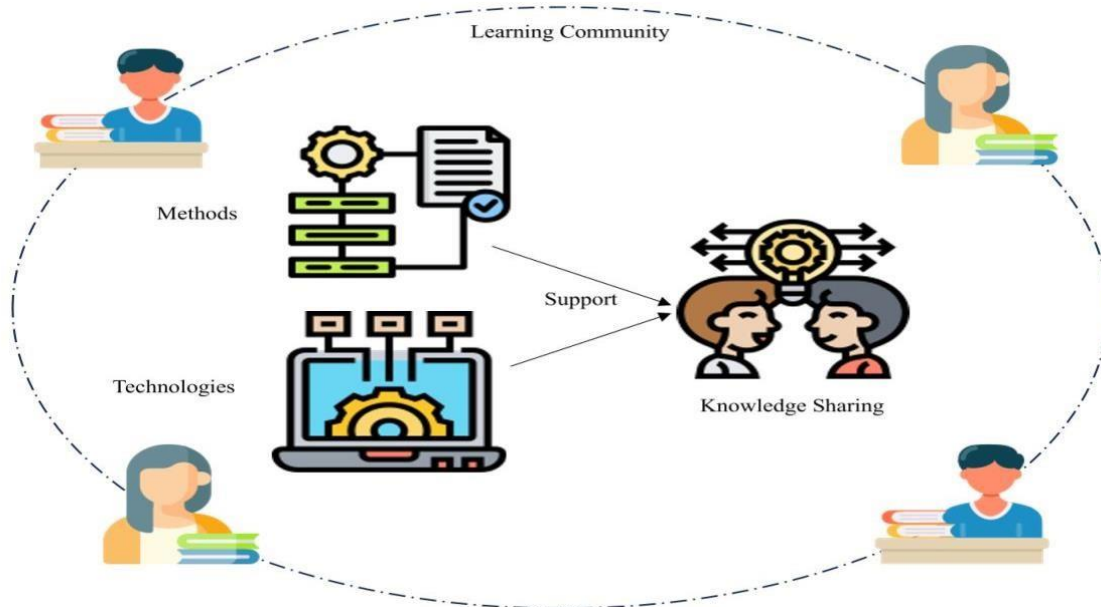 Learning Community
Methods
Support
Technologies
Knowledge Sharing